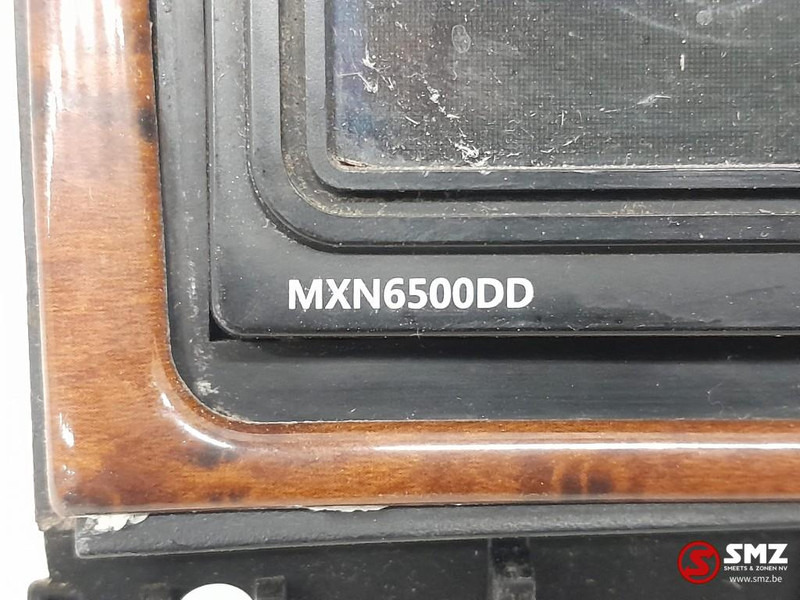 MXN6500DD
SMZ
SMEETS & ZONEN NV
www.smz.be